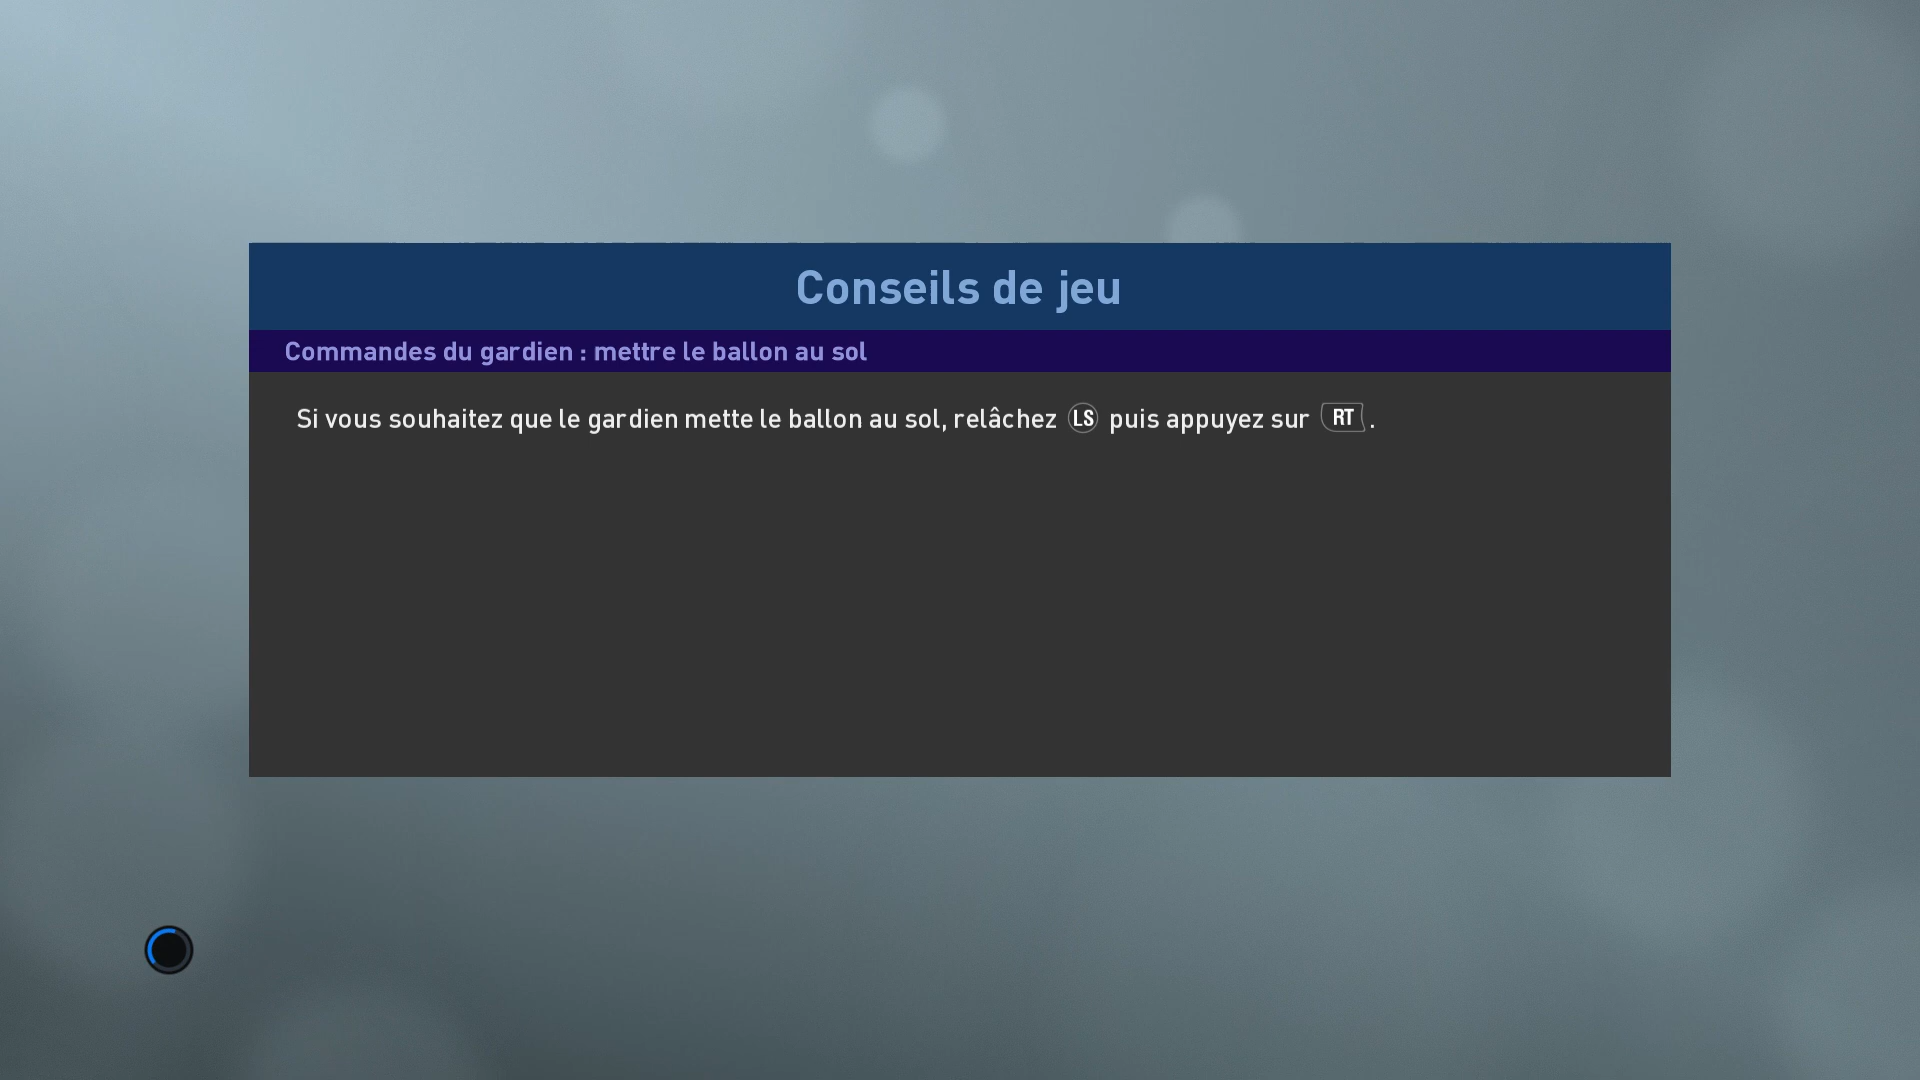 Conseils de jeu
Commandes du gardien : mettre le ballon au sol
Si vous souhaitez que le gardien mette le ballon au sol, relâchez LS puis appuyez sur RT.